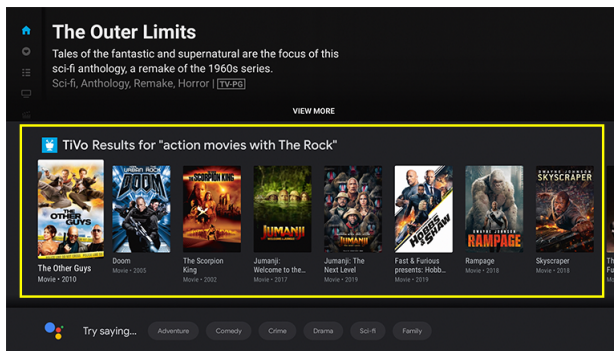 The Outer Limits
Tales of the fantastic and supernatural are the focus of this
sci-fi anthology, a remake of the 1960s series.
Sci-fi, Anthology, Remake, Horror | TV-PG
VIEW MORE
TiVo Results for "action movies with The Rock"
THE OTHER GUYS
DOOM
THE SCORPION KING
JUMANJI
JUMANJI
HOBBS & SHAW
DWAYNE JOHNSON
RAMPAGE
DWAYNE JOHNSON
SKYSCRAPER
The Other Guys
Movie • 2010
Doom
Movie • 2005
The Scorpion
King
Movie • 2002
Jumanji:
Welcome to the...
Movie • 2017
Jumanji: The
Next Level
Movie • 2019
Fast & Furious
presents: Hobb...
Movie • 2019
Rampage
Movie • 2018
Skyscraper
Movie • 2018
Try saying...
Adventure
Comedy
Crime
Drama
Sci-fi
Family